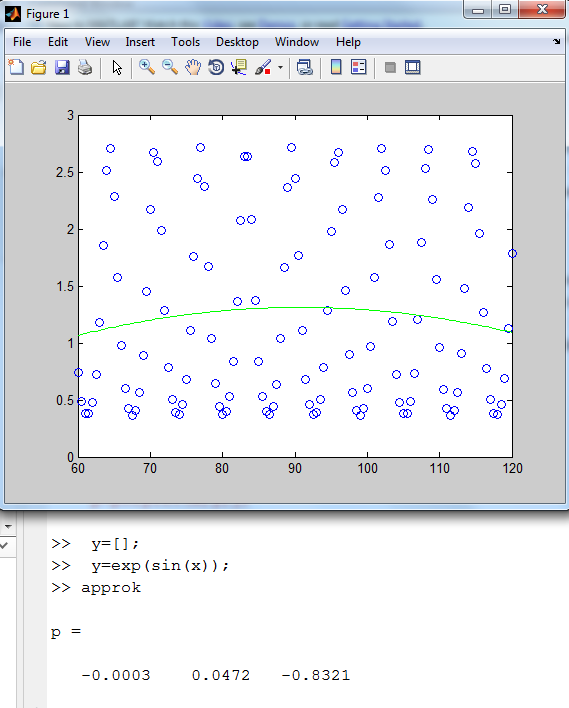 Figure 1
File Edit View Insert Tools Desktop Window Help
3
2.5
2
1.5
1
0.5
0
60 70 80 90 100 110 120
>> y=[];
>> y=exp(sin(x));
>> approk
p =
-0.0003 0.0472 -0.8321